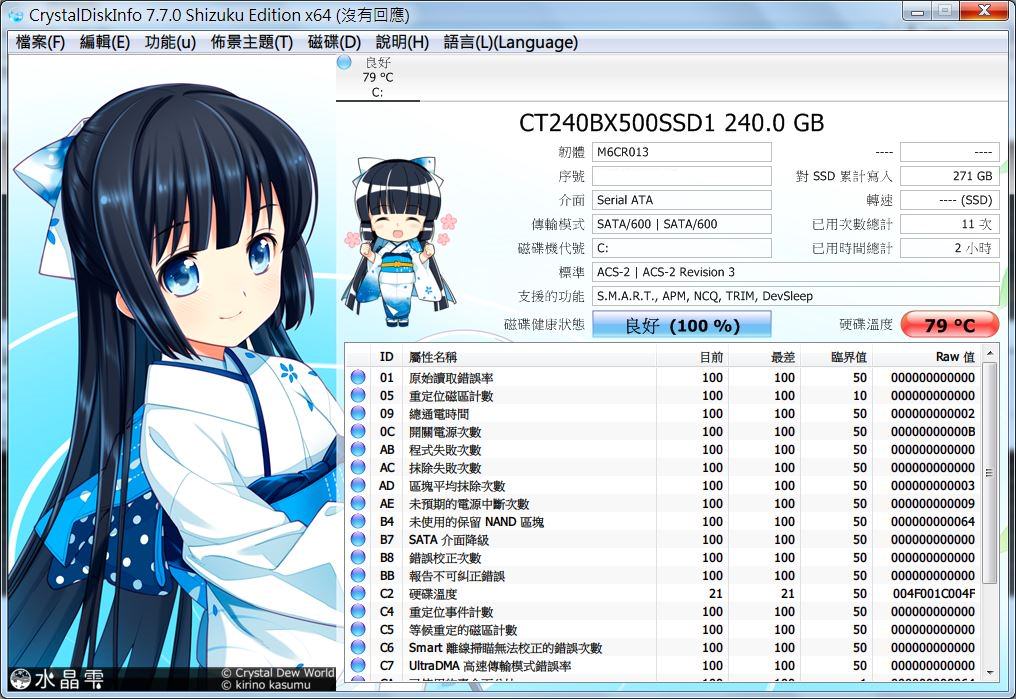 CrystalDiskInfo 7.7.0 Shizuku Edition x64 (沒有回應)
檔案(F) 編輯(E) 功能(u) 佈景主題(T) 磁碟(D) 說明(H) 語言(L)(Language)
良好
79 °C
C:
CT240BX500SSD1 240.0 GB
韌體 M6CR013 ---- ----
序號 對 SSD 累計寫入 271 GB
介面 Serial ATA 轉速 ---- (SSD)
傳輸模式 SATA/600 | SATA/600 已用次數總計 11 次
磁碟機代號 C: 已用時間總計 2 小時
標準 ACS-2 | ACS-2 Revision 3
支援的功能 S.M.A.R.T., APM, NCQ, TRIM, DevSleep
磁碟健康狀態 良好 (100 %) 硬碟溫度 79 °C
ID 屬性名稱 目前 最差 臨界值 Raw 值
01 原始讀取錯誤率 100 100 50 000000000000
05 重定位磁區計數 100 100 10 000000000000
09 總通電時間 100 100 50 000000000002
0C 開關電源次數 100 100 50 00000000000B
AB 程式失敗次數 100 100 50 000000000000
AC 抹除失敗次數 100 100 50 000000000000
AD 區塊平均抹除次數 100 100 50 000000000003
AE 未預期的電源中斷次數 100 100 50 000000000009
B4 未使用的保留 NAND 區塊 100 100 50 000000000064
B7 SATA 介面降級 100 100 50 000000000000
B8 錯誤校正次數 100 100 50 000000000000
BB 報告不可糾正錯誤 100 100 50 000000000000
C2 硬碟溫度 21 21 50 004F001C004F
C4 重定位事件計數 100 100 50 000000000000
C5 等候重定的磁區計數 100 100 50 000000000000
C6 Smart 離線掃瞄無法校正的錯誤次數 100 100 50 000000000000
C7 UltraDMA 高速傳輸模式錯誤率 100 100 50 000000000000
水晶雫
© Crystal Dew World
© kirino kasumu